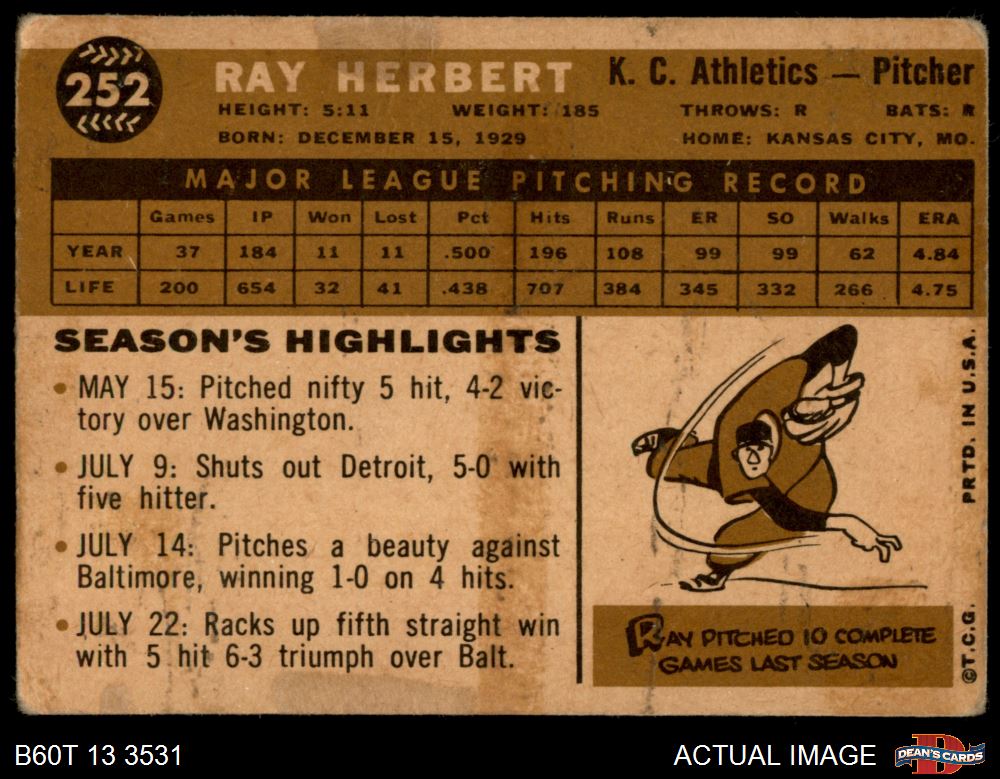 252
RAY HERBERT K. C. Athletics — Pitcher
HEIGHT: 5:11 WEIGHT: 185 THROWS: R BATS: R
BORN: DECEMBER 15, 1929 HOME: KANSAS CITY, MO.
MAJOR LEAGUE PITCHING RECORD
Games IP Won Lost Pct Hits Runs ER SO Walks ERA
YEAR 37 184 11 11 .500 196 108 99 99 62 4.84
LIFE 200 654 32 41 .438 707 384 345 332 266 4.75
SEASON'S HIGHLIGHTS
• MAY 15: Pitched nifty 5 hit, 4-2 vic-
tory over Washington.
• JULY 9: Shuts out Detroit, 5-0 with
five hitter.
• JULY 14: Pitches a beauty against
Baltimore, winning 1-0 on 4 hits.
• JULY 22: Racks up fifth straight win
with 5 hit 6-3 triumph over Balt.
RAY PITCHED 10 COMPLETE
GAMES LAST SEASON
©T.C.G. PRTD. IN U.S.A.
B60T 13 3531 ACTUAL IMAGE D DEAN'S CARDS